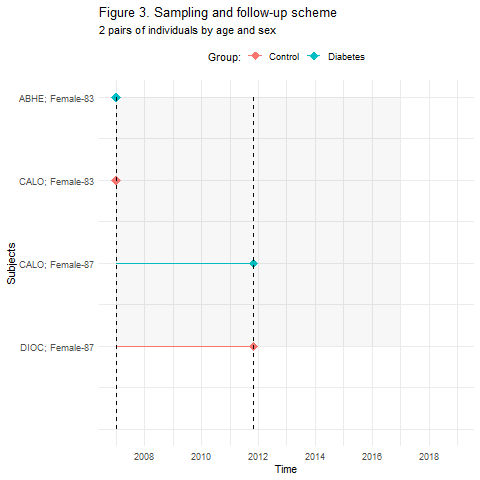 Figure 3. Sampling and follow-up scheme
2 pairs of individuals by age and sex
Group: Control Diabetes
ABHE; Female-83
CALO; Female-83
CALO; Female-87
DIOC; Female-87
Subjects
2008 2010 2012 2014 2016 2018
Time